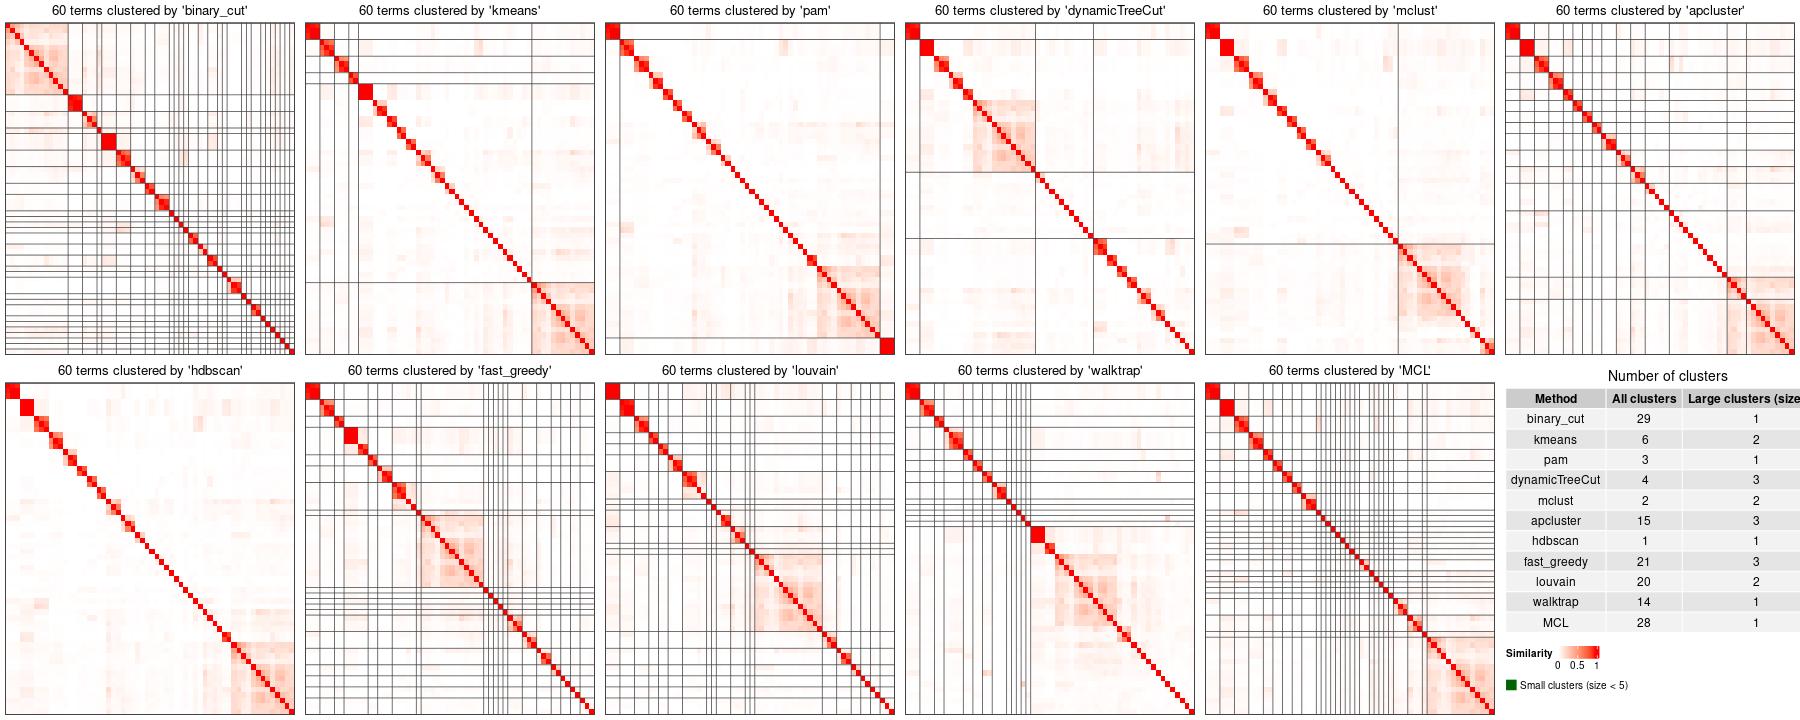 60 terms clustered by 'binary_cut'
60 terms clustered by 'kmeans'
60 terms clustered by 'pam'
60 terms clustered by 'dynamicTreeCut'
60 terms clustered by 'mclust'
60 terms clustered by 'apcluster'
60 terms clustered by 'hdbscan'
60 terms clustered by 'fast_greedy'
60 terms clustered by 'louvain'
60 terms clustered by 'walktrap'
60 terms clustered by 'MCL'
Number of clusters
Method All clusters Large clusters (size
binary_cut 29 1
kmeans 6 2
pam 3 1
dynamicTreeCut 4 3
mclust 2 2
apcluster 15 3
hdbscan 1 1
fast_greedy 21 3
louvain 20 2
walktrap 14 1
MCL 28 1
Similarity
0 0.5 1
Small clusters (size < 5)